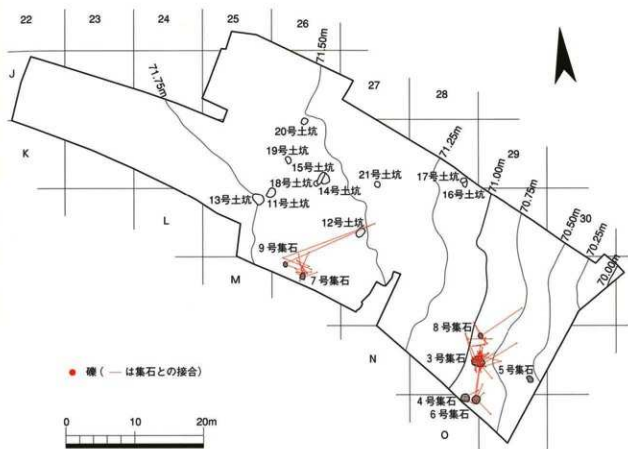 22 23 24 25 26
27
28
29
30
J
K
L
M
N
O
71.75m
71.50m
71.25m
71.00m
70.75m
70.50m
70.25m
70.00m
20号土坑
19号土坑
15号土坑
18号土坑
14号土坑
13号土坑
11号土坑
21号土坑
17号土坑
16号土坑
12号土坑
9号集石
7号集石
8号集石
3号集石
5号集石
4号集石
6号集石
礫(―は集石との接合)
0 10 20m